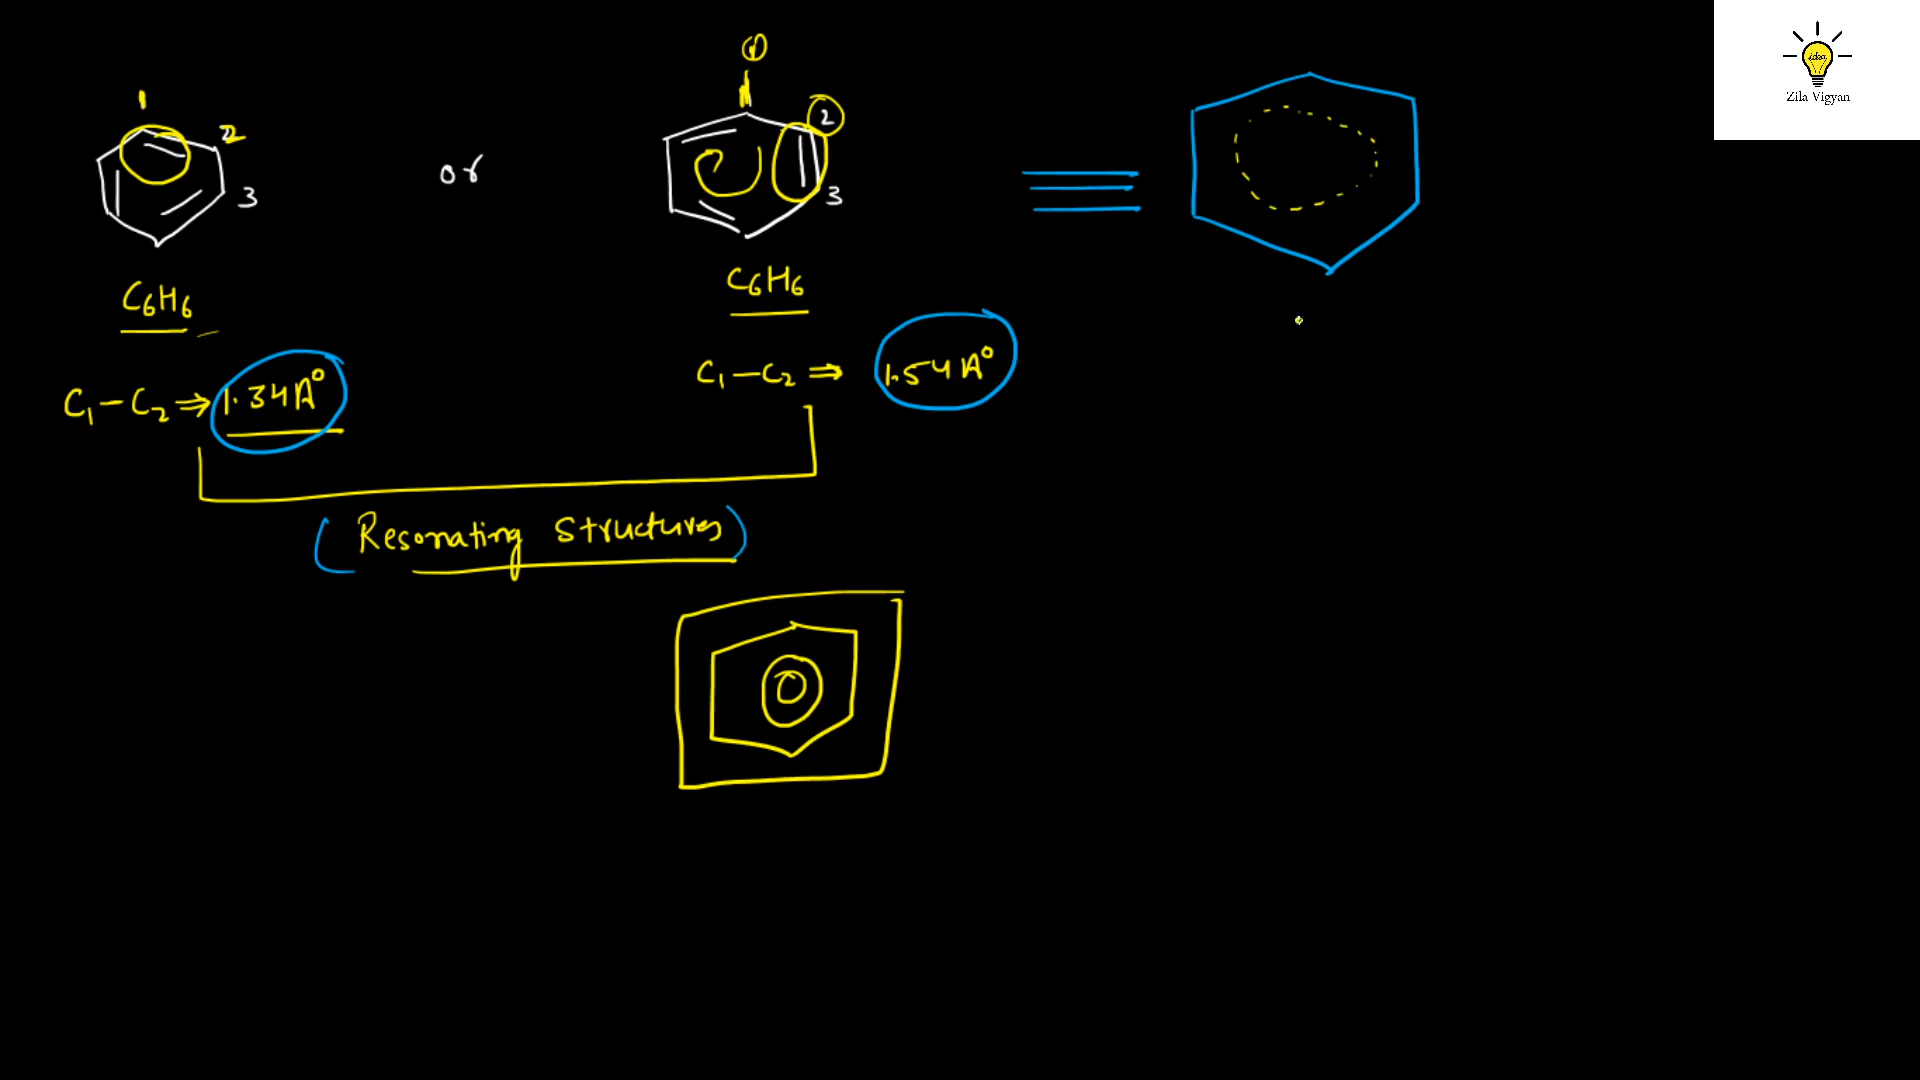 1
2
3
or
1
2
3
C6H6
C6H6
C1–C2 ⇒ 1.34A°
C1–C2 ⇒ 1.54A°
(Resonating Structures)
idea
Zila Vigyan